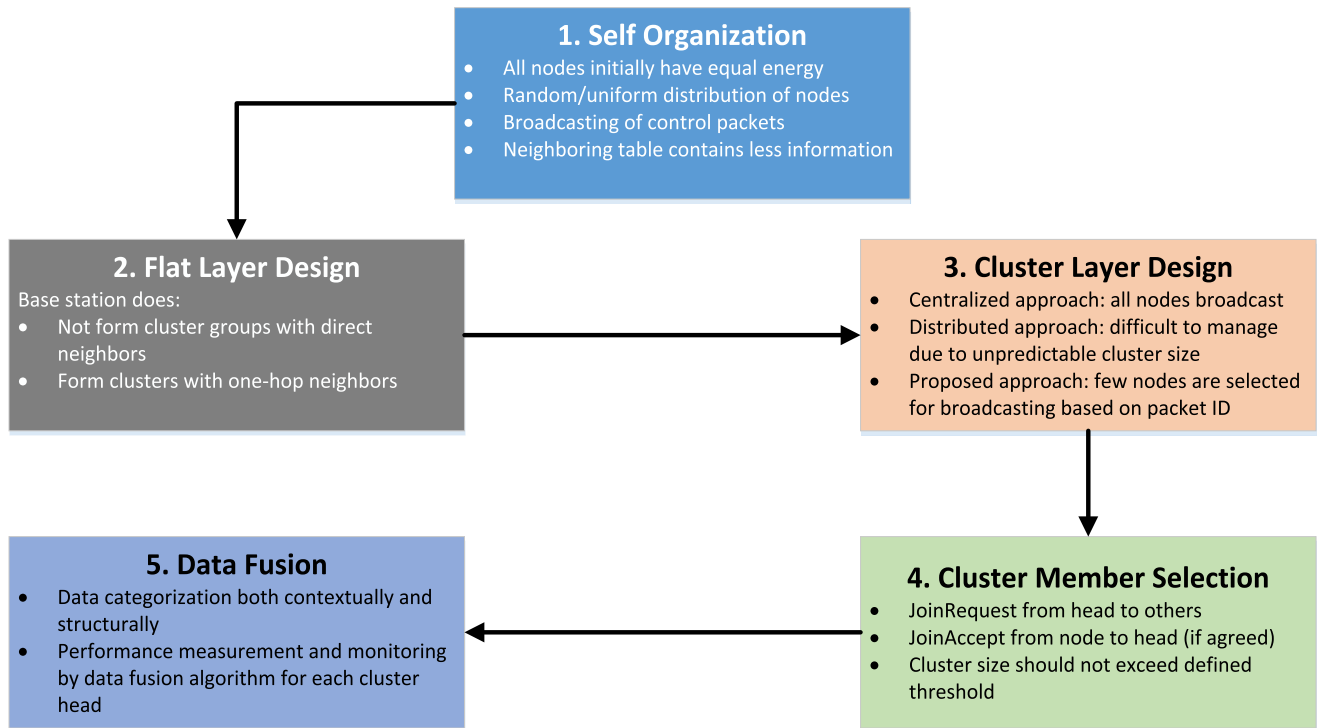 1. Self Organization
• All nodes initially have equal energy
• Random/uniform distribution of nodes
• Broadcasting of control packets
• Neighboring table contains less information
2. Flat Layer Design
Base station does:
• Not form cluster groups with direct
neighbors
• Form clusters with one-hop neighbors
3. Cluster Layer Design
• Centralized approach: all nodes broadcast
• Distributed approach: difficult to manage
due to unpredictable cluster size
• Proposed approach: few nodes are selected
for broadcasting based on packet ID
4. Cluster Member Selection
• JoinRequest from head to others
• JoinAccept from node to head (if agreed)
• Cluster size should not exceed defined
threshold
5. Data Fusion
• Data categorization both contextually and
structurally
• Performance measurement and monitoring
by data fusion algorithm for each cluster
head